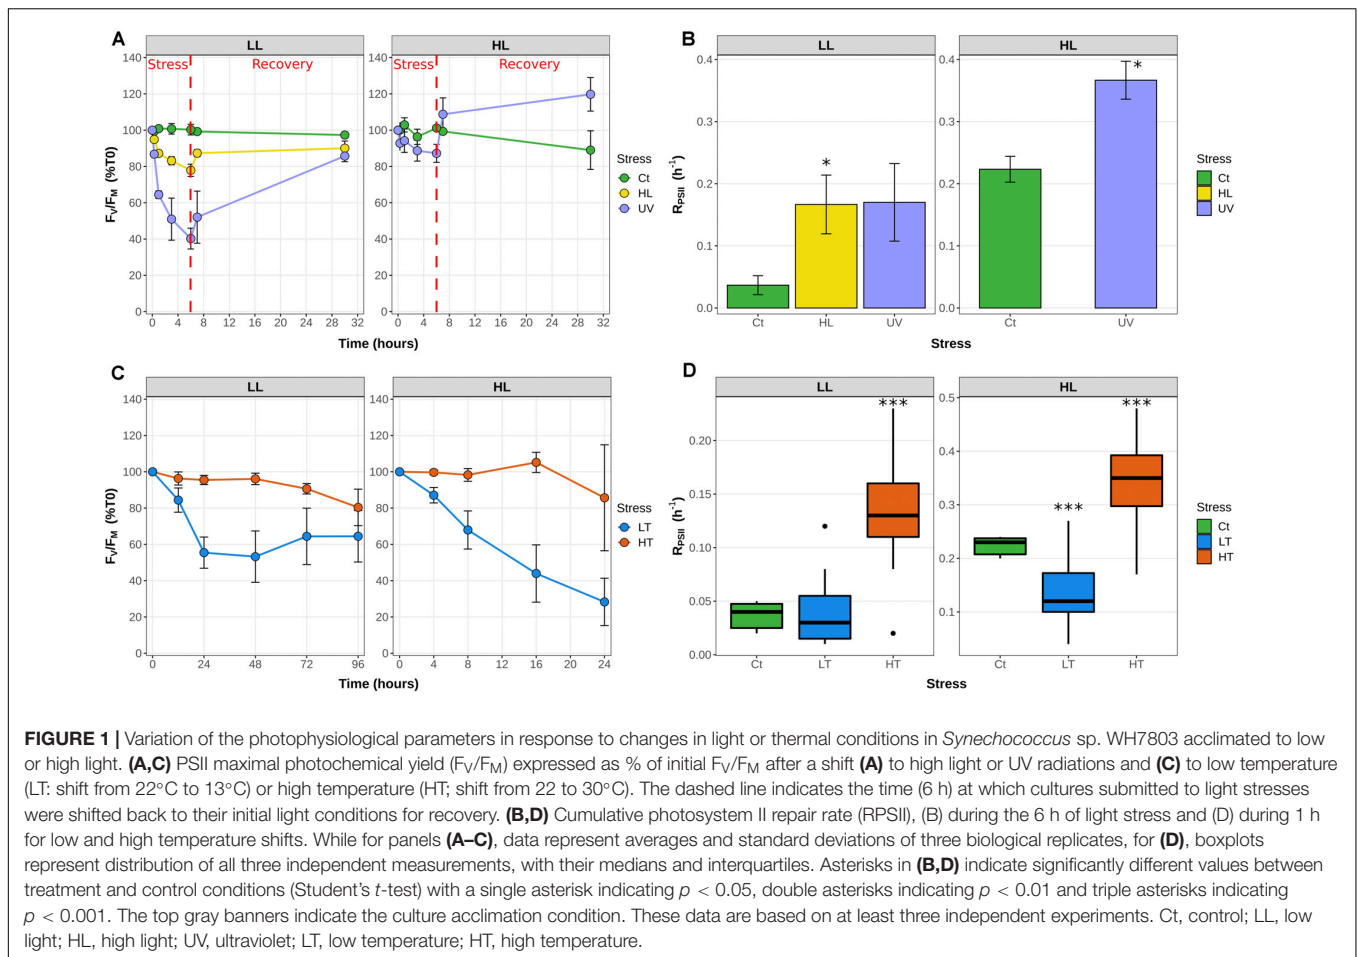 A
LL
HL
140
120
100
80
60
40
20
0
Stress
Recovery
F_V/F_M (%T0)
0 4 8 12 16 20 24 28 32
140
120
100
80
60
40
20
0
Stress
Recovery
0 4 8 12 16 20 24 28 32
Time (hours)
Time (hours)
Stress
Ct
HL
UV
B
LL
HL
0.4
0.3
0.2
0.1
0.0
R_PSII (h^-1)
*
Ct HL UV
0.4
0.3
0.2
0.1
0.0
*
Ct UV
Stress
Stress
Ct
HL
UV
C
LL
HL
140
120
100
80
60
40
20
0
F_V/F_M (%T0)
0 24 48 72 96
140
120
100
80
60
40
20
0
0 4 8 12 16 20 24
Time (hours)
Time (hours)
Stress
LT
HT
D
LL
HL
0.20
0.15
0.10
0.05
0.00
R_PSII (h^-1)
***
Ct LT HT
0.5
0.4
0.3
0.2
0.1
***
***
Ct LT HT
Stress
Stress
Ct
LT
HT
FIGURE 1 | Variation of the photophysiological parameters in response to changes in light or thermal conditions in Synechococcus sp. WH7803 acclimated to low
or high light. (A,C) PSII maximal photochemical yield (F_V/F_M) expressed as % of initial F_V/F_M after a shift (A) to high light or UV radiations and (C) to low temperature
(LT: shift from 22°C to 13°C) or high temperature (HT; shift from 22 to 30°C). The dashed line indicates the time (6 h) at which cultures submitted to light stresses
were shifted back to their initial light conditions for recovery. (B,D) Cumulative photosystem II repair rate (RPSII), (B) during the 6 h of light stress and (D) during 1 h
for low and high temperature shifts. While for panels (A–C), data represent averages and standard deviations of three biological replicates, for (D), boxplots
represent distribution of all three independent measurements, with their medians and interquartiles. Asterisks in (B,D) indicate significantly different values between
treatment and control conditions (Student's t-test) with a single asterisk indicating p < 0.05, double asterisks indicating p < 0.01 and triple asterisks indicating
p < 0.001. The top gray banners indicate the culture acclimation condition. These data are based on at least three independent experiments. Ct, control; LL, low
light; HL, high light; UV, ultraviolet; LT, low temperature; HT, high temperature.